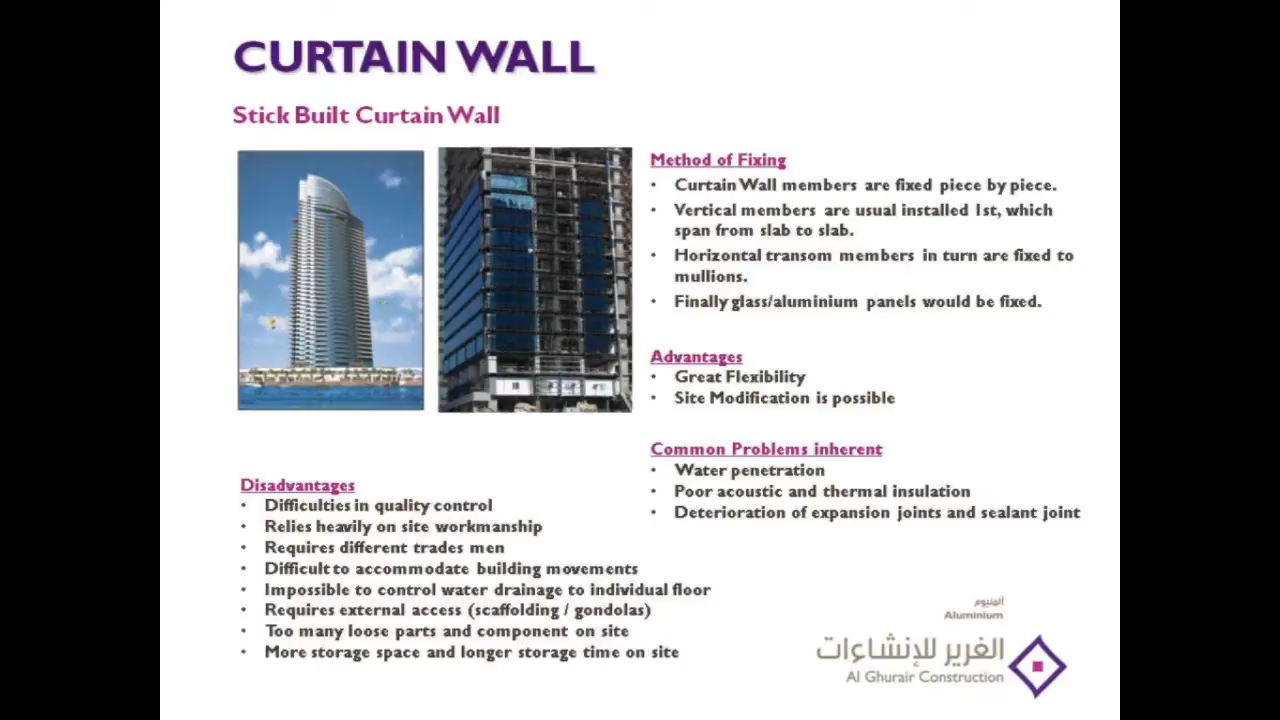 CURTAIN WALL
Stick Built Curtain Wall
Method of Fixing
• Curtain Wall members are fixed piece by piece.
• Vertical members are usual installed 1st, which
span from slab to slab.
• Horizontal transom members in turn are fixed to
mullions.
• Finally glass/aluminium panels would be fixed.
Advantages
• Great Flexibility
• Site Modification is possible
Common Problems inherent
• Water penetration
• Poor acoustic and thermal insulation
• Deterioration of expansion joints and sealant joint
Disadvantages
• Difficulties in quality control
• Relies heavily on site workmanship
• Requires different trades men
• Difficult to accommodate building movements
• Impossible to control water drainage to individual floor
• Requires external access (scaffolding / gondolas)
• Too many loose parts and component on site
• More storage space and longer storage time on site
ألمنيوم
Aluminium
الغرير للإنشاءات
Al Ghurair Construction